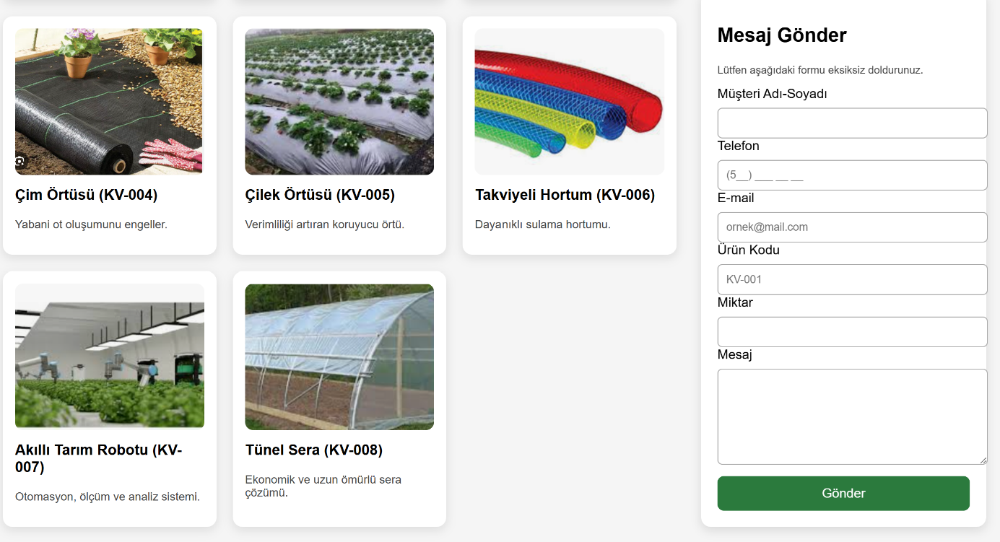 Çim Örtüsü (KV-004)
Yabani ot oluşumunu engeller.
Çilek Örtüsü (KV-005)
Verimliliği artıran koruyucu örtü.
Takviyeli Hortum (KV-006)
Dayanıklı sulama hortumu.
Akıllı Tarım Robotu (KV-
007)
Otomasyon, ölçüm ve analiz sistemi.
Tünel Sera (KV-008)
Ekonomik ve uzun ömürlü sera
çözümü.
Mesaj Gönder
Lütfen aşağıdaki formu eksiksiz doldurunuz.
Müşteri Adı-Soyadı
Telefon
(5__) ___ __ __
E-mail
ornek@mail.com
Ürün Kodu
KV-001
Miktar
Mesaj
Gönder